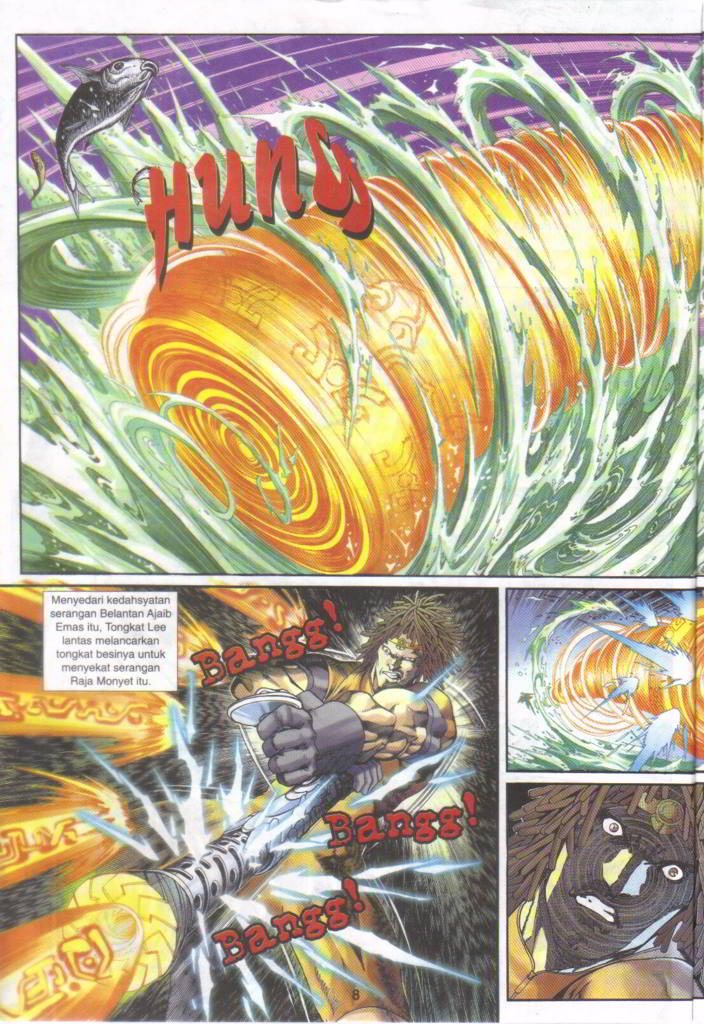 HUNG
Menyedari kedahsyatan
serangan Belantan Ajaib
Emas itu, Tongkat Lee
lantas melancarkan
tongkat besinya untuk
menyekat serangan
Raja Monyet itu.
Bangg!
Bangg!
Bangg!
8